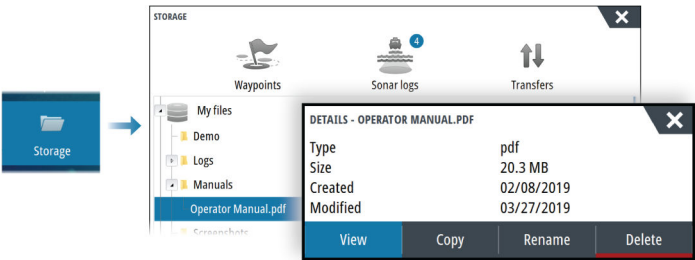 STORAGE
4
Waypoints
Sonar logs
Transfers
Storage
My files
Demo
Logs
Manuals
Operator Manual.pdf
Screenshots
DETAILS - OPERATOR MANUAL.PDF
Type pdf
Size 20.3 MB
Created 02/08/2019
Modified 03/27/2019
View Copy Rename Delete